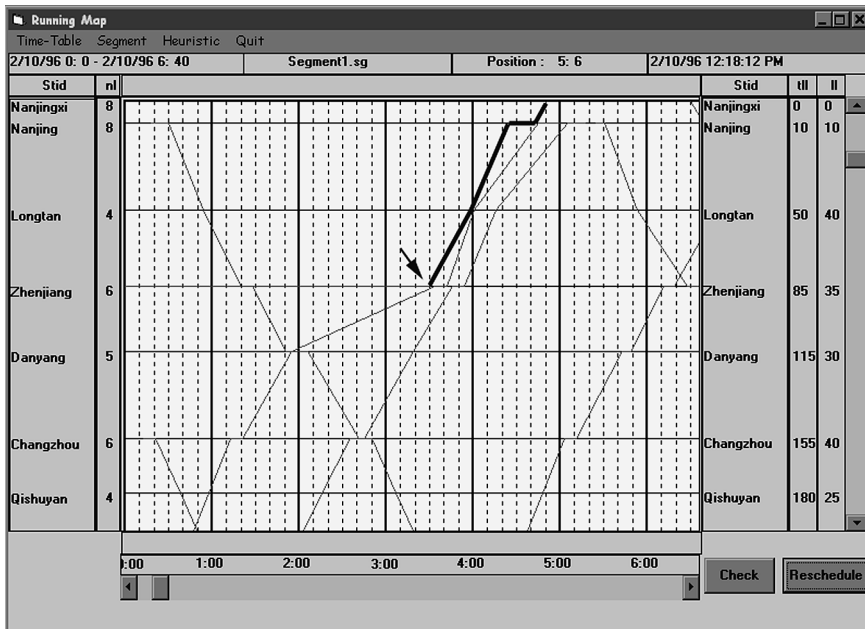 Running Map
Time-Table Segment Heuristic Quit
2/10/96 0: 0 - 2/10/96 6: 40 Segment1.sg Position : 5: 6 2/10/96 12:18:12 PM
Stid nl Stid tll ll
Nanjingxi 8 Nanjingxi 0 0
Nanjing 8 Nanjing 10 10
Longtan 4 Longtan 50 40
Zhenjiang 6 Zhenjiang 85 35
Danyang 5 Danyang 115 30
Changzhou 6 Changzhou 155 40
Qishuyan 4 Qishuyan 180 25
):00 1:00 2:00 3:00 4:00 5:00 6:00
Check Reschedule